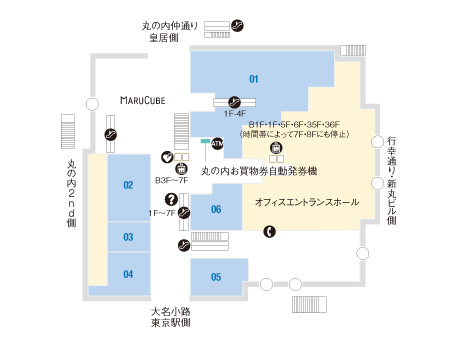 丸の内仲通り
皇居側
01
MARUCUBE
1F-4F
B1F・1F・5F・6F・35F・36F
(時間帯によって7F・8Fにも停止)
ATM
丸の内お買物券自動発券機
B3F〜7F
02
オフィスエントランスホール
1F〜7F
06
03
04
05
丸の内2nd側
行幸通り・新丸ビル側
大名小路
東京駅側